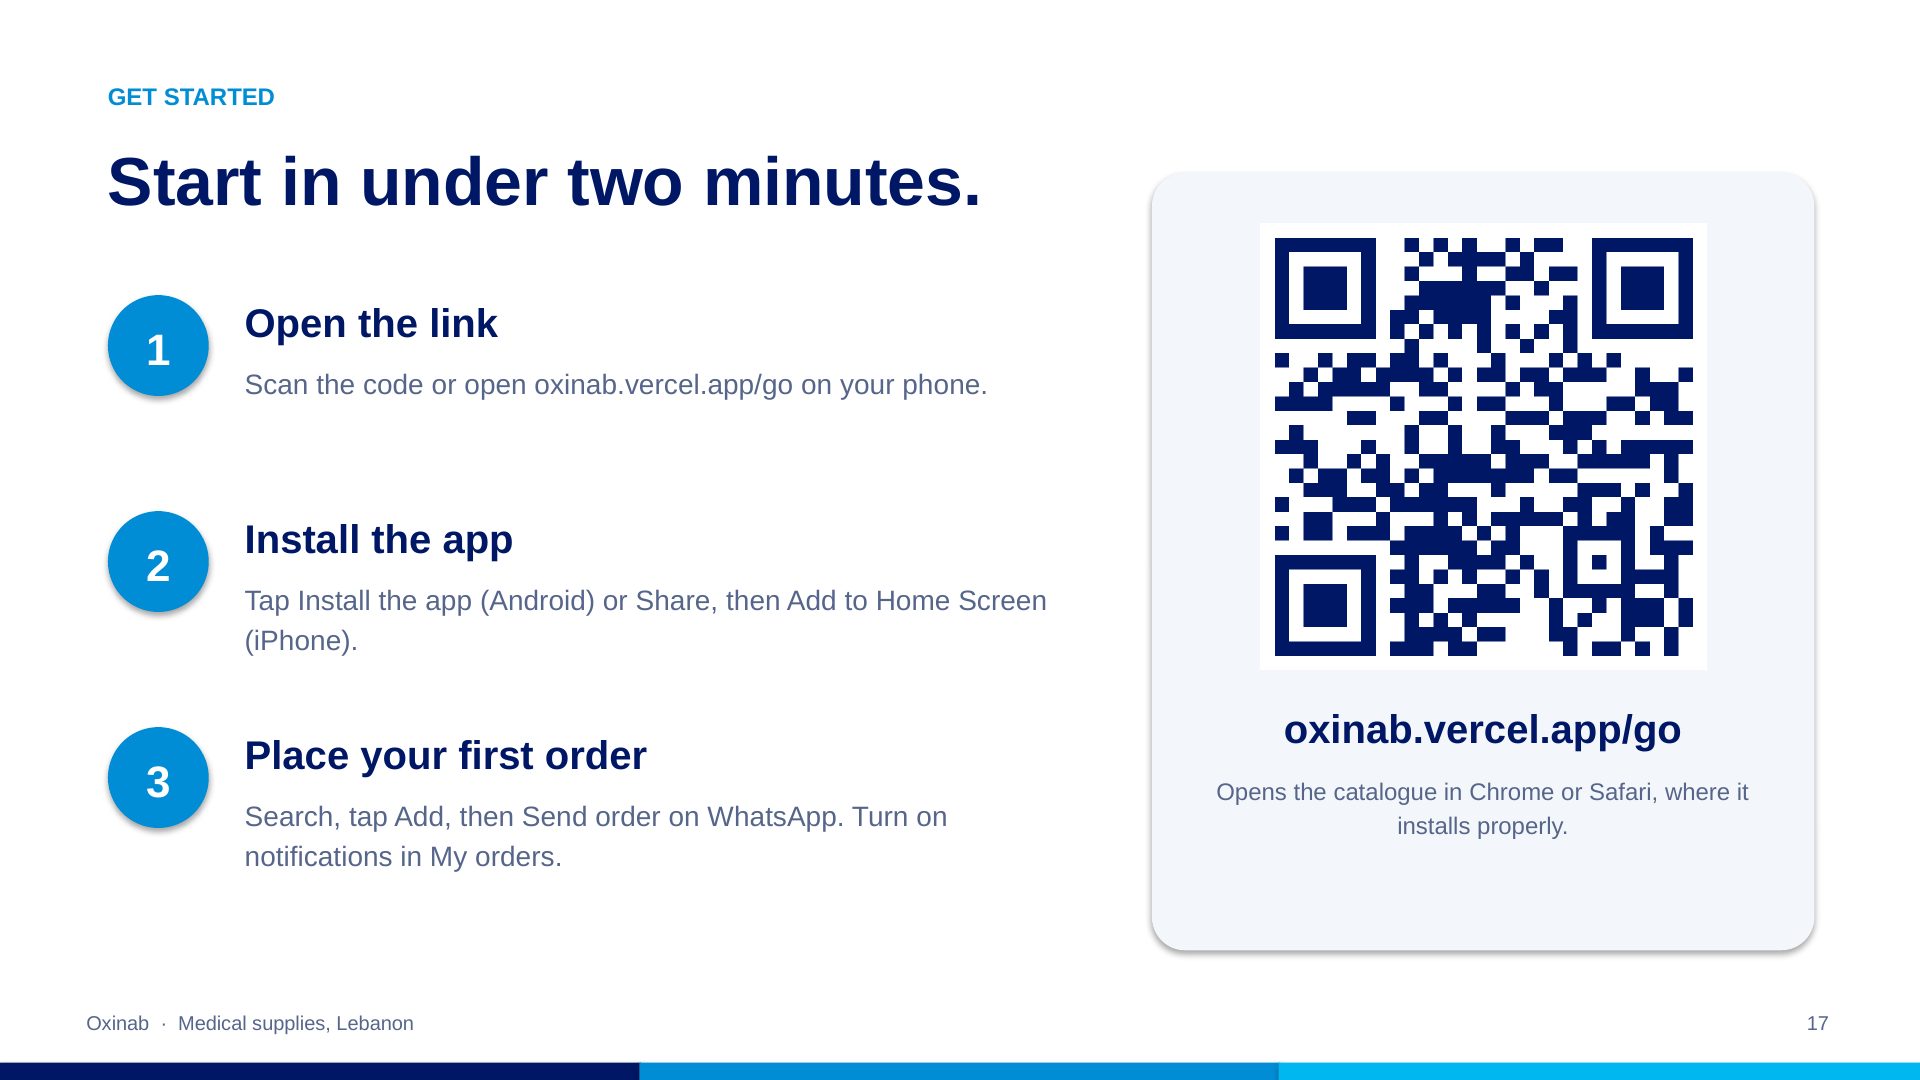 GET STARTED
Start in under two minutes.
1
Open the link
Scan the code or open oxinab.vercel.app/go on your phone.
2
Install the app
Tap Install the app (Android) or Share, then Add to Home Screen
(iPhone).
3
Place your first order
Search, tap Add, then Send order on WhatsApp. Turn on
notifications in My orders.
oxinab.vercel.app/go
Opens the catalogue in Chrome or Safari, where it
installs properly.
Oxinab · Medical supplies, Lebanon
17